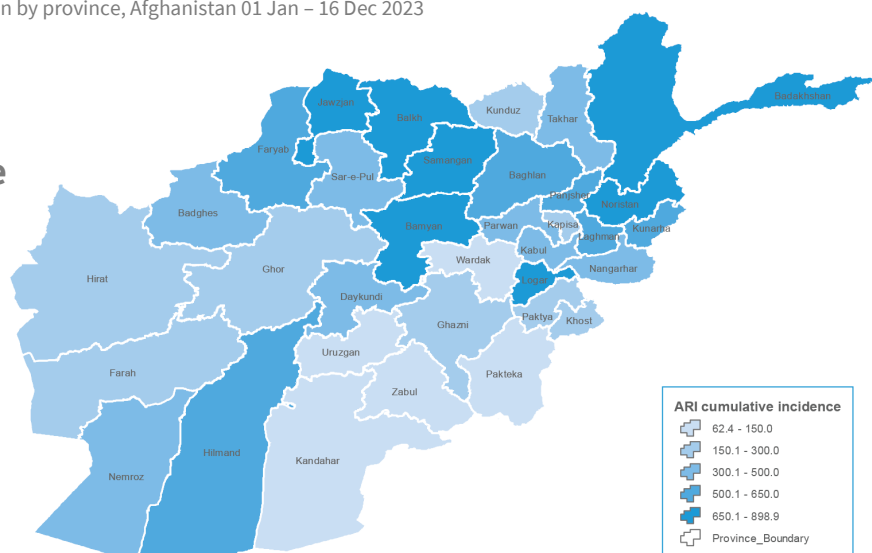 n by province, Afghanistan 01 Jan – 16 Dec 2023
e
Jawzjan
Balkh
Kunduz
Takhar
Badakhshan
Faryab
Samangan
Sar-e-Pul
Baghlan
Panjsher
Noristan
Badghes
Bamyan
Parwan
Kapisa
Laghman
Kunarha
Kabul
Wardak
Nangarhar
Hirat
Ghor
Logar
Daykundi
Paktya
Khost
Ghazni
Uruzgan
Farah
Pakteka
Zabul
Hilmand
Kandahar
Nemroz
ARI cumulative incidence
62.4 - 150.0
150.1 - 300.0
300.1 - 500.0
500.1 - 650.0
650.1 - 898.9
Province_Boundary